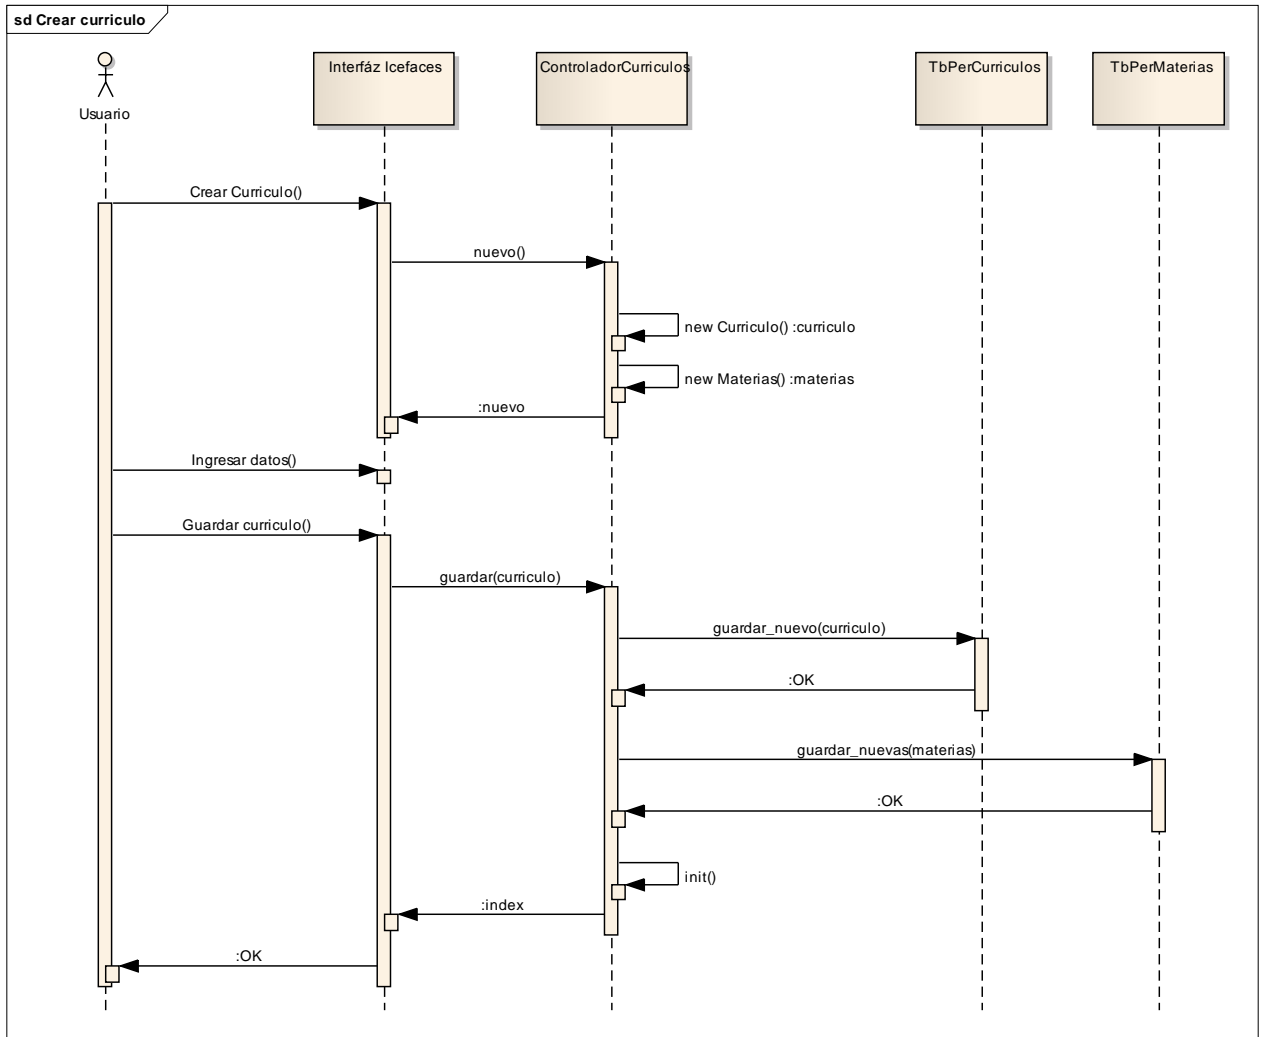 sd Crear curriculo
Usuario
Interfáz Icefaces
ControladorCurriculos
TbPerCurriculos
TbPerMaterias
Crear Curriculo()
nuevo()
new Curriculo() :curriculo
new Materias() :materias
:nuevo
Ingresar datos()
Guardar curriculo()
guardar(curriculo)
guardar_nuevo(curriculo)
:OK
guardar_nuevas(materias)
:OK
init()
:index
:OK